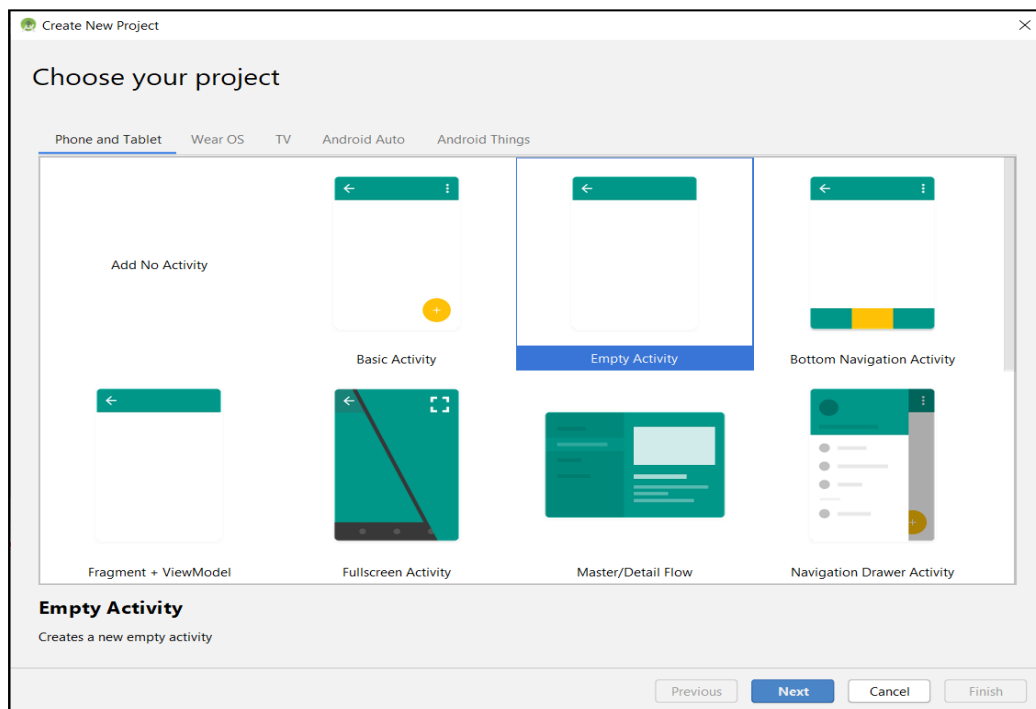 Create New Project
Choose your project
Phone and Tablet Wear OS TV Android Auto Android Things
Add No Activity
Basic Activity
Empty Activity
Bottom Navigation Activity
Fragment + ViewModel
Fullscreen Activity
Master/Detail Flow
Navigation Drawer Activity
Empty Activity
Creates a new empty activity
Previous Next Cancel Finish